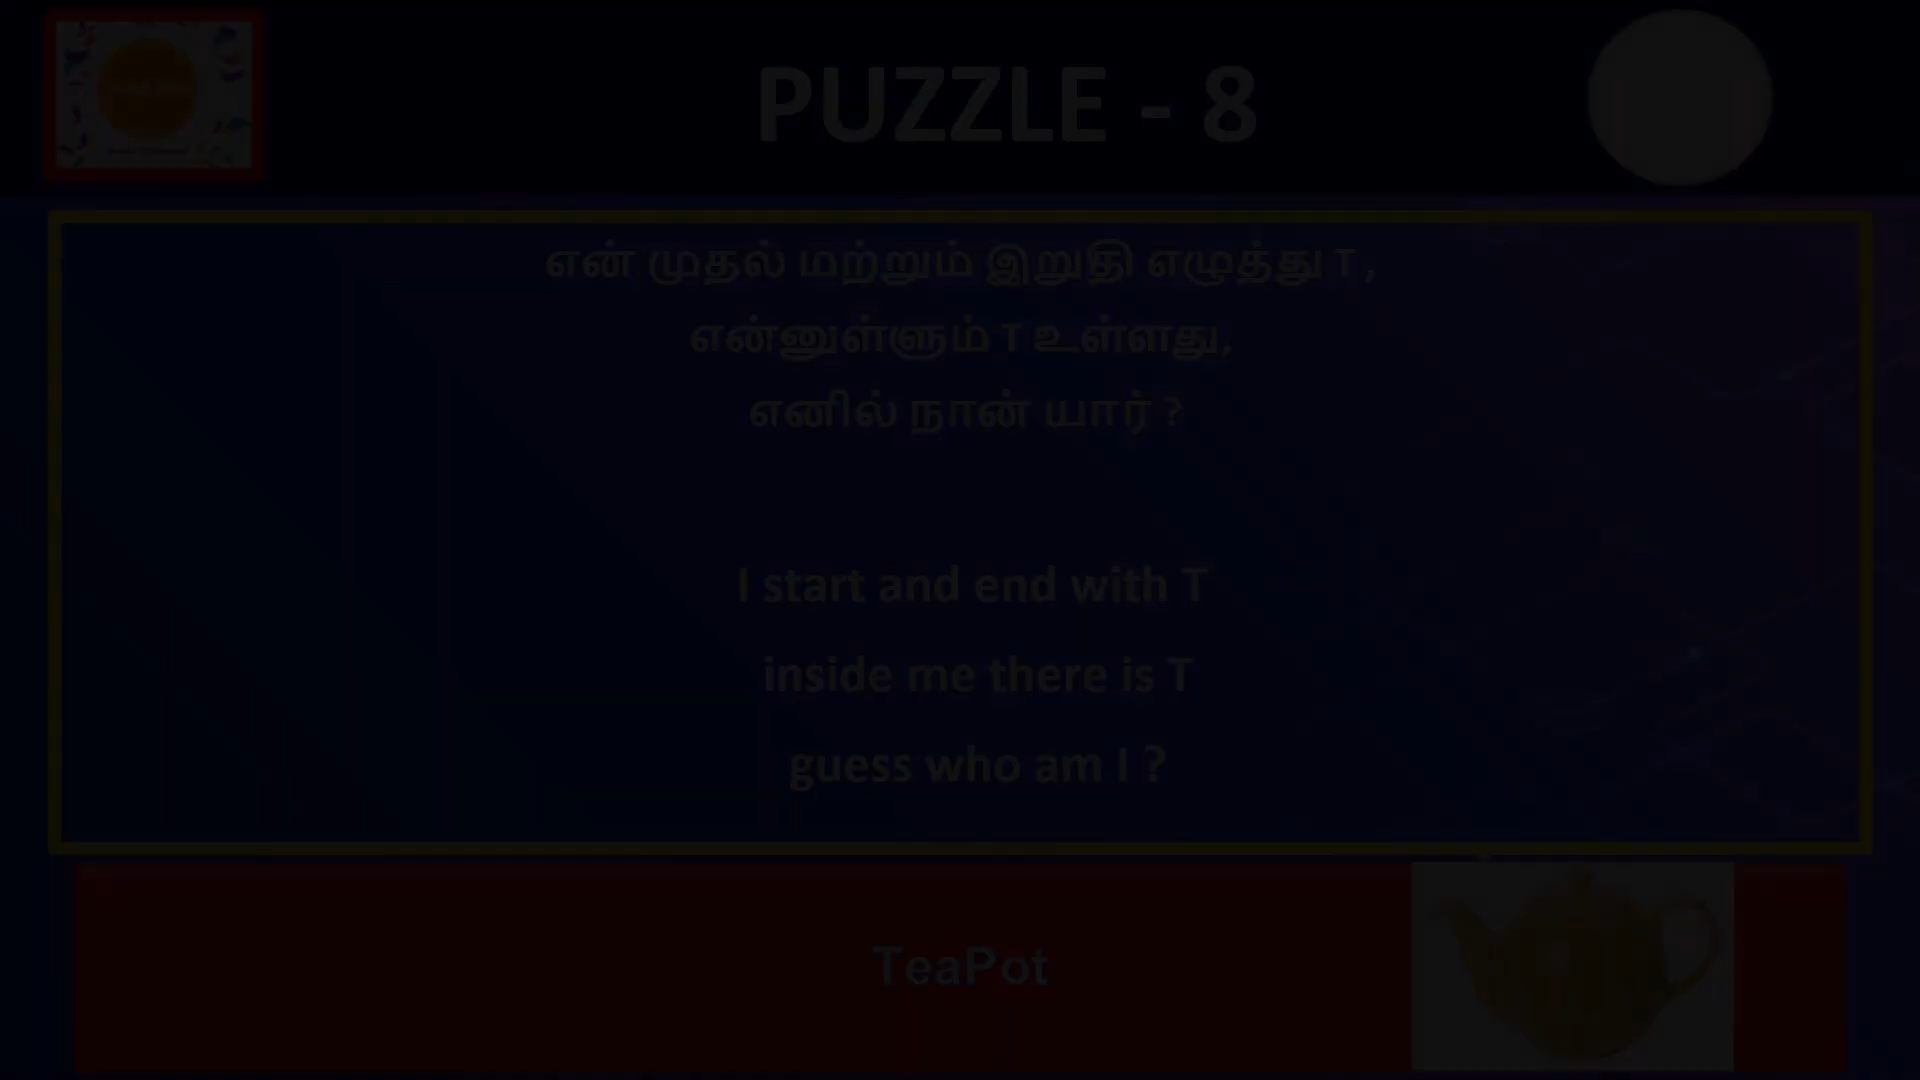 PUZZLE - 8
என் முதல் மற்றும் இறுதி எழுத்து T ,
என்னுள்ளும் T உள்ளது,
எனில் நான் யார் ?
I start and end with T
inside me there is T
guess who am I ?
TeaPot